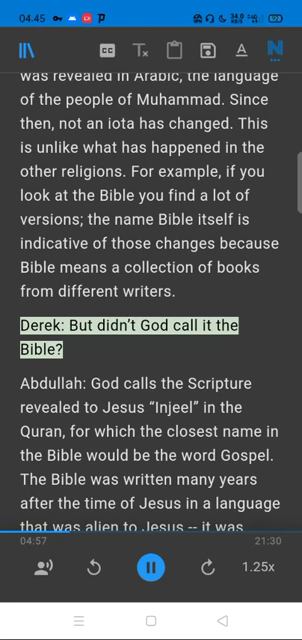 04.45
was revealed in Arabic, the language
of the people of Muhammad. Since
then, not an iota has changed. This
is unlike what has happened in the
other religions. For example, if you
look at the Bible you find a lot of
versions; the name Bible itself is
indicative of those changes because
Bible means a collection of books
from different writers.
Derek: But didn’t God call it the
Bible?
Abdullah: God calls the Scripture
revealed to Jesus “Injeel” in the
Quran, for which the closest name in
the Bible would be the word Gospel.
The Bible was written many years
after the time of Jesus in a language
that was alien to Jesus -- it was
04:57
21:30
1.25x